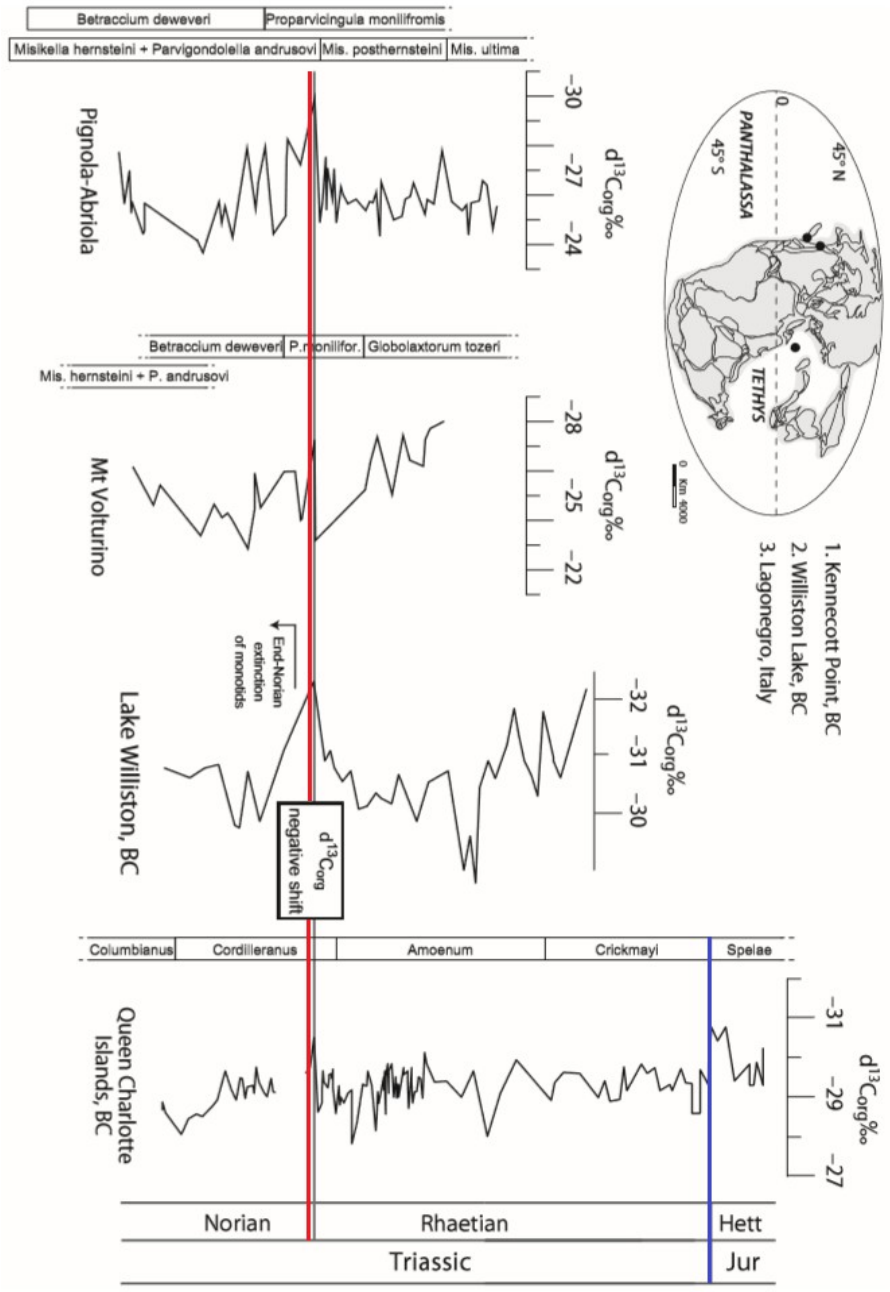 Betraccium deweveri
Proparvicingula monilifromis
Misikella hernsteini + Parvigondolella andrusovi
Mis. posthernsteini
Mis. ultima
−30
−27
−24
d¹³Corg‰
Pignola-Abriola
0
45° N
PANTHALASSA
45° S
TETHYS
0 Km 4000
1. Kennecott Point, BC
2. Williston Lake, BC
3. Lagonegro, Italy
Betraccium deweveri
P.monilifor.
Globolaxtorum tozeri
Mis. hernsteini + P. andrusovi
−28
−25
−22
d¹³Corg‰
Mt Volturino
End-Norian
extinction
of monotids
−32
−31
−30
d¹³Corg‰
Lake Williston, BC
d¹³Corg
negative shift
Columbianus
Cordilleranus
Amoenum
Crickmayi
Spelae
−31
−29
−27
d¹³Corg‰
Queen Charlotte
Islands, BC
Norian
Rhaetian
Hett
Triassic
Jur